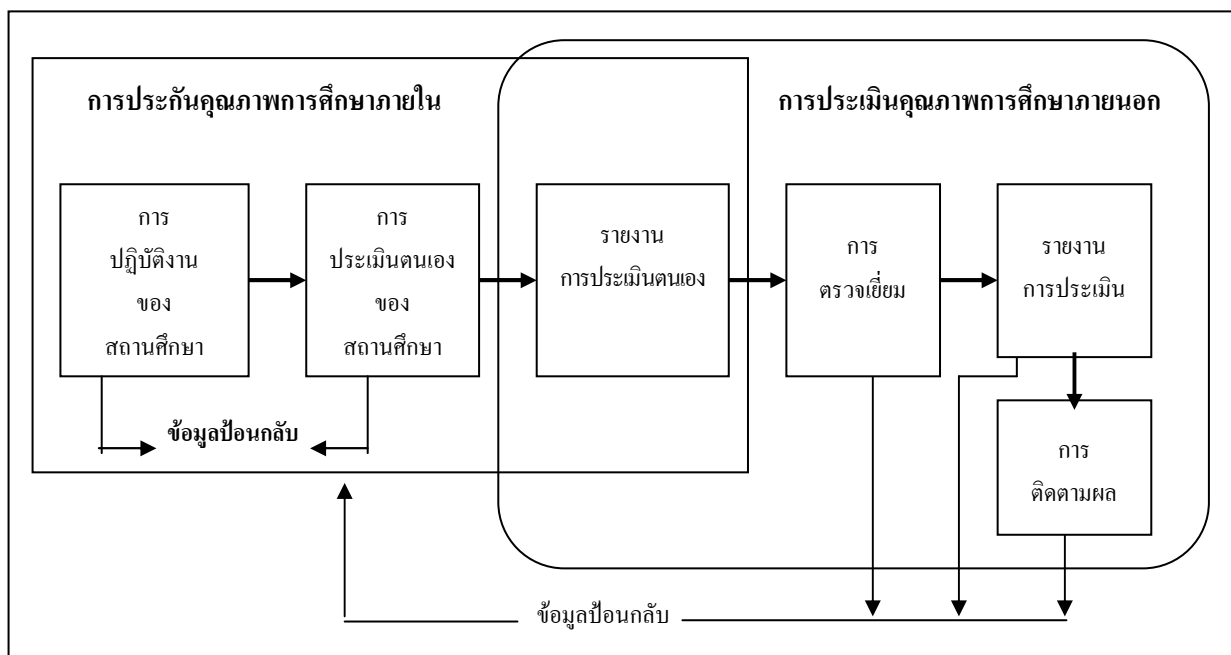 การประกันคุณภาพการศึกษาภายใน
การประเมินคุณภาพการศึกษาภายนอก
การ
ปฏิบัติงาน
ของ
สถานศึกษา
การ
ประเมินตนเอง
ของ
สถานศึกษา
รายงาน
การประเมินตนเอง
การ
ตรวจเยี่ยม
รายงาน
การประเมิน
ข้อมูลป้อนกลับ
การ
ติดตามผล
ข้อมูลป้อนกลับ